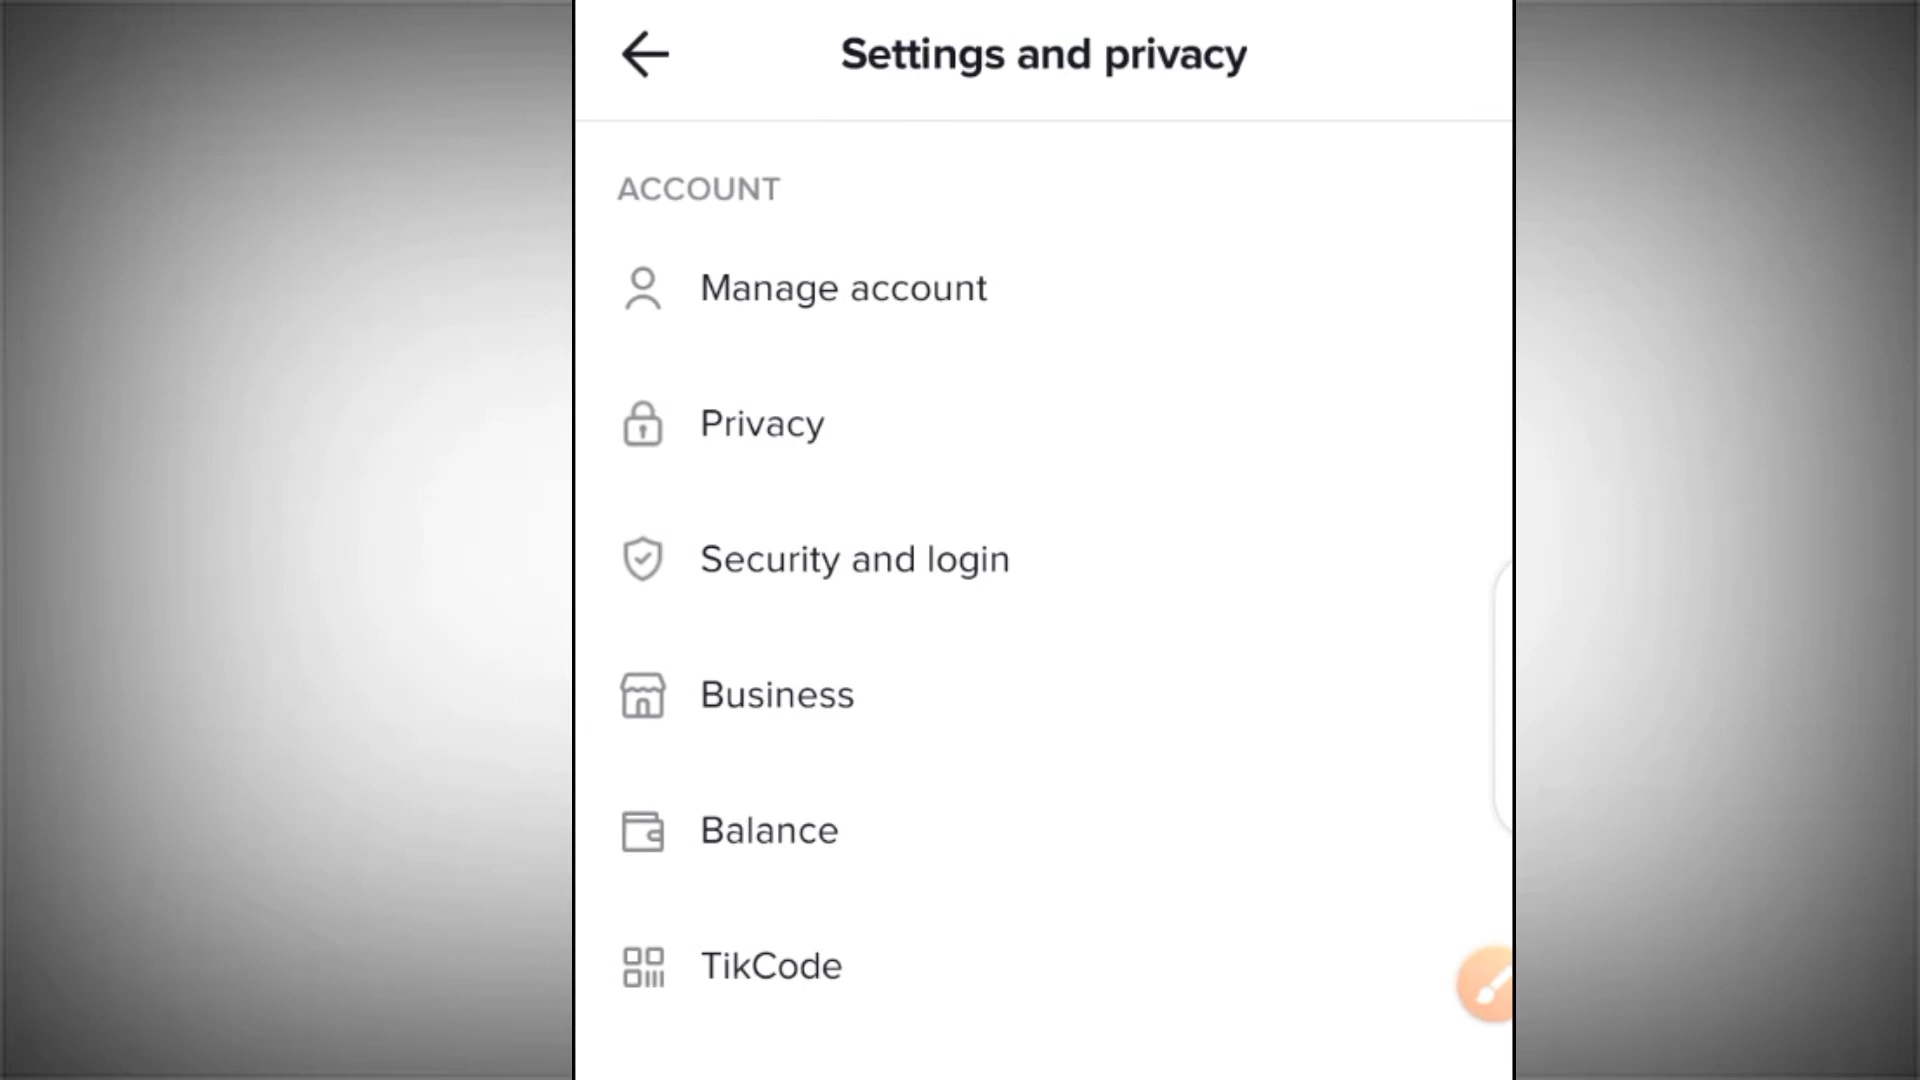 Settings and privacy
ACCOUNT
Manage account
Privacy
Security and login
Business
Balance
TikCode